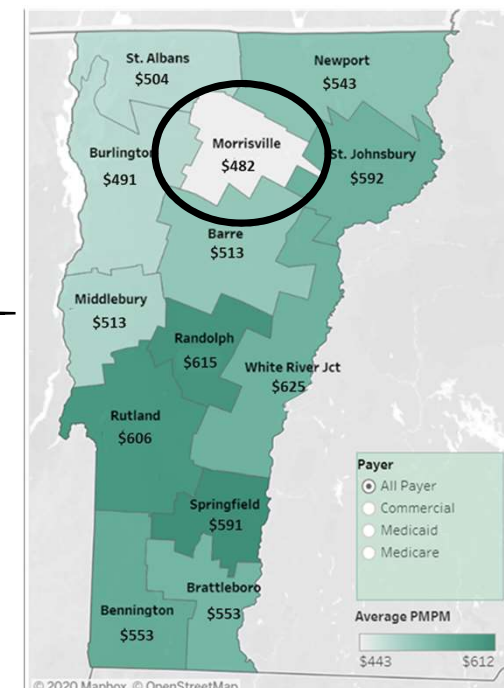 St. Albans
$504
Newport
$543
Morrisville
$482
Burlington
$491
St. Johnsbury
$592
Barre
$513
Middlebury
$513
Randolph
$615
White River Jct
$625
Rutland
$606
Springfield
$591
Brattleboro
$553
Bennington
$553
Payer
All Payer
Commercial
Medicaid
Medicare
Average PMPM
$443 $612
© 2020 Mapbox © OpenStreetMap